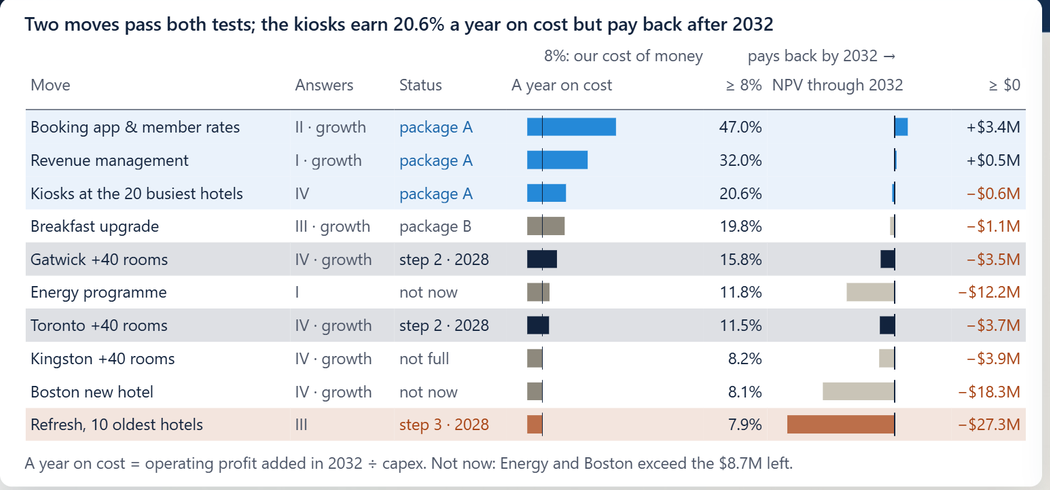 Two moves pass both tests; the kiosks earn 20.6% a year on cost but pay back after 2032
8%: our cost of money pays back by 2032 →
Move Answers Status A year on cost ≥ 8% NPV through 2032 ≥ $0
Booking app & member rates II · growth package A 47.0% +$3.4M
Revenue management I · growth package A 32.0% +$0.5M
Kiosks at the 20 busiest hotels IV package A 20.6% −$0.6M
Breakfast upgrade III · growth package B 19.8% −$1.1M
Gatwick +40 rooms IV · growth step 2 · 2028 15.8% −$3.5M
Energy programme I not now 11.8% −$12.2M
Toronto +40 rooms IV · growth step 2 · 2028 11.5% −$3.7M
Kingston +40 rooms IV · growth not full 8.2% −$3.9M
Boston new hotel IV · growth not now 8.1% −$18.3M
Refresh, 10 oldest hotels III step 3 · 2028 7.9% −$27.3M
A year on cost = operating profit added in 2032 ÷ capex. Not now: Energy and Boston exceed the $8.7M left.